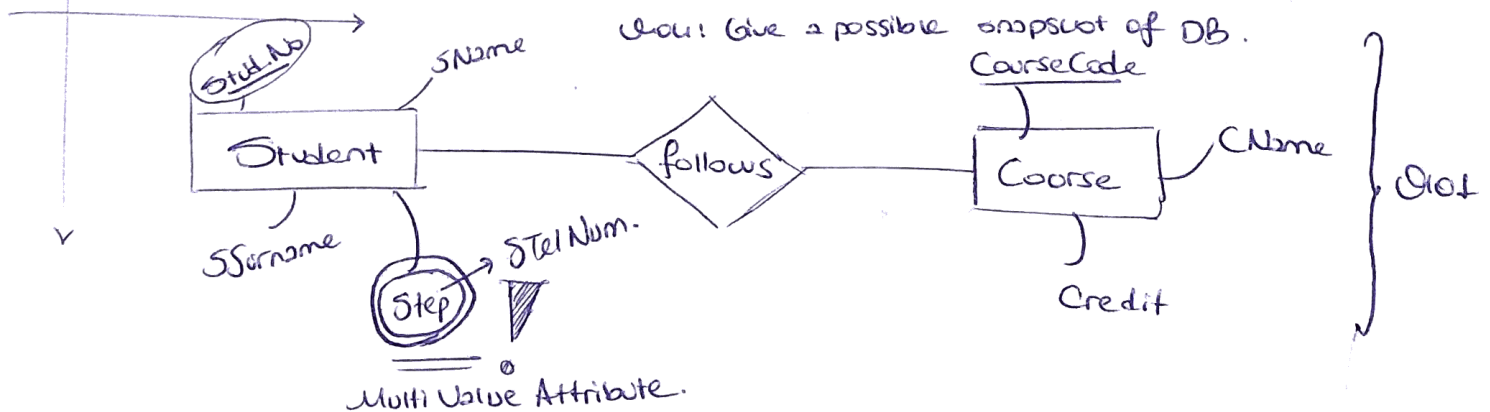 Give a possible snapshot of DB.
Stud.No
SName
CourseCode
Student
follows
Course
CName
SSurname
STelNum.
Step
Credit
Multi Value Attribute.